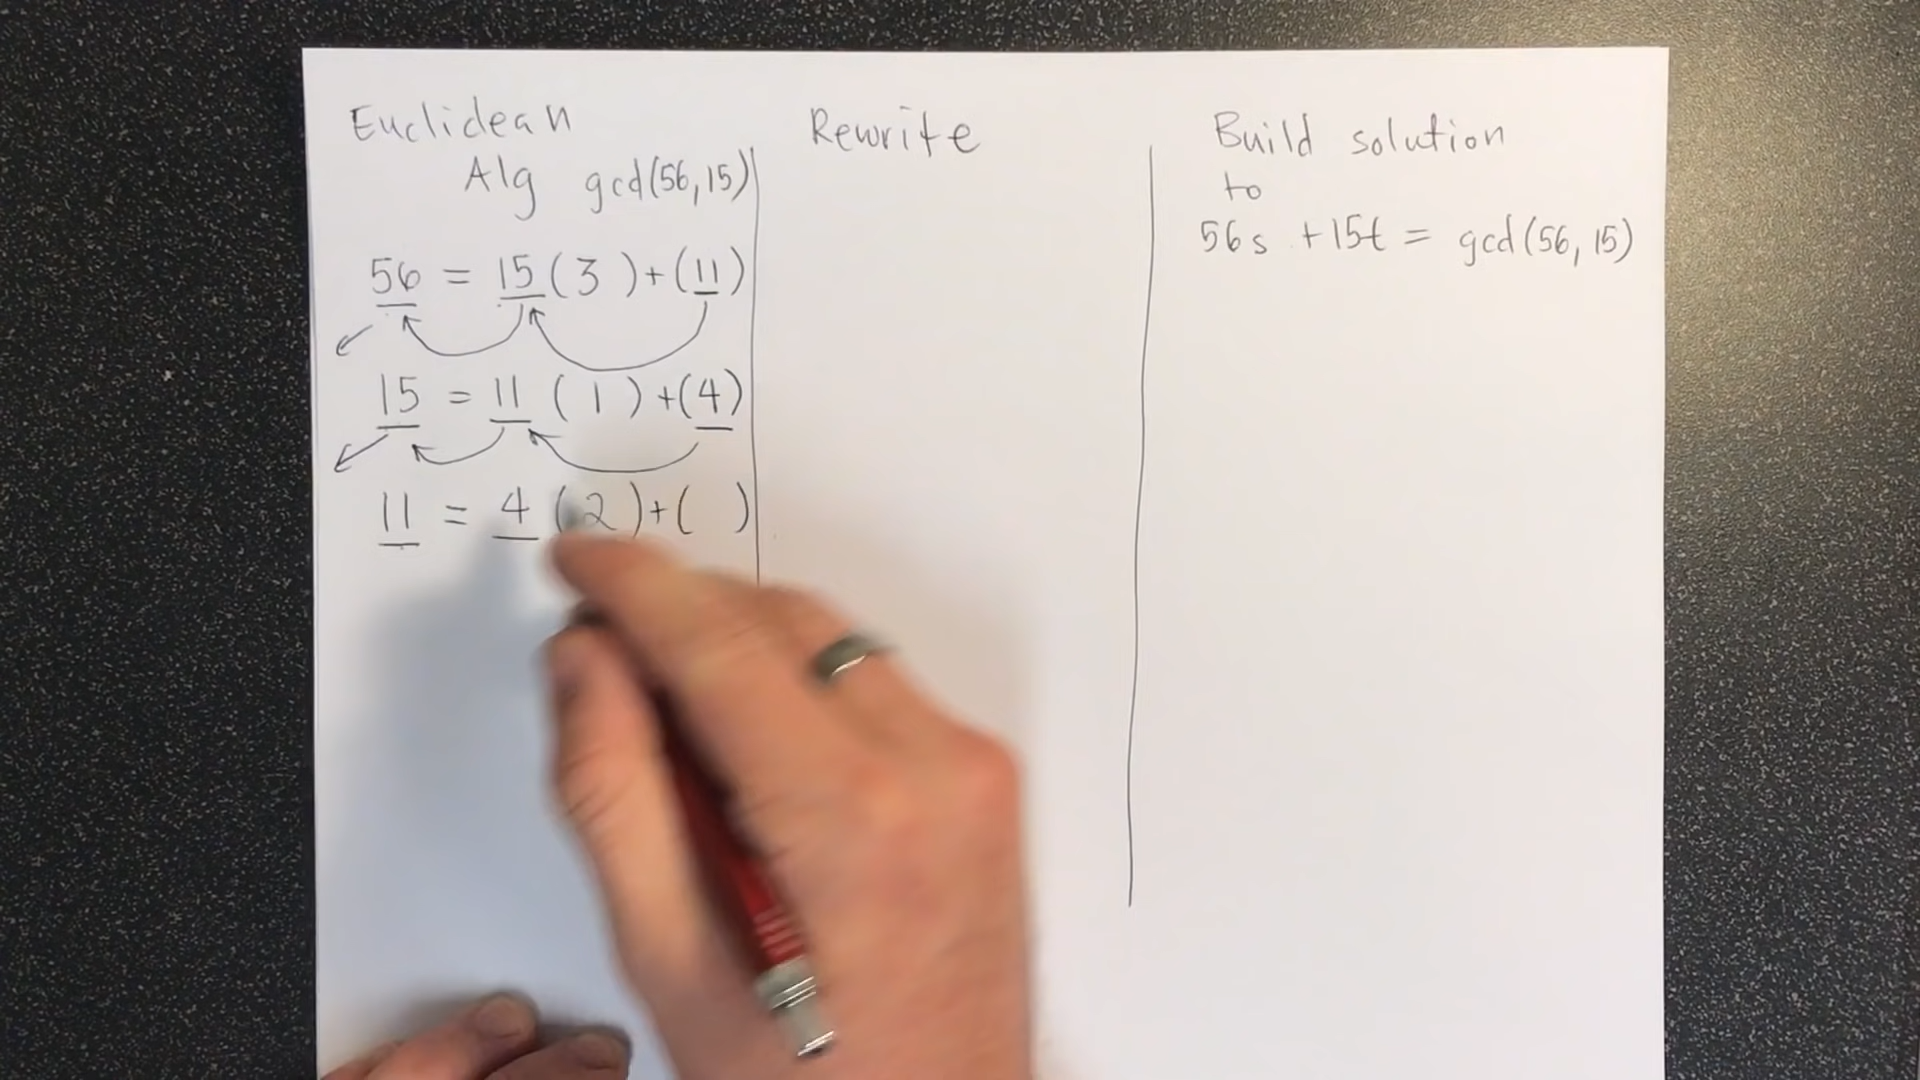 Euclidean
Alg gcd(56,15)
56 = 15(3)+(11)
15 = 11(1)+(4)
11 = 4(2)+( )
Rewrite
Build solution
to
56s +15t = gcd(56,15)